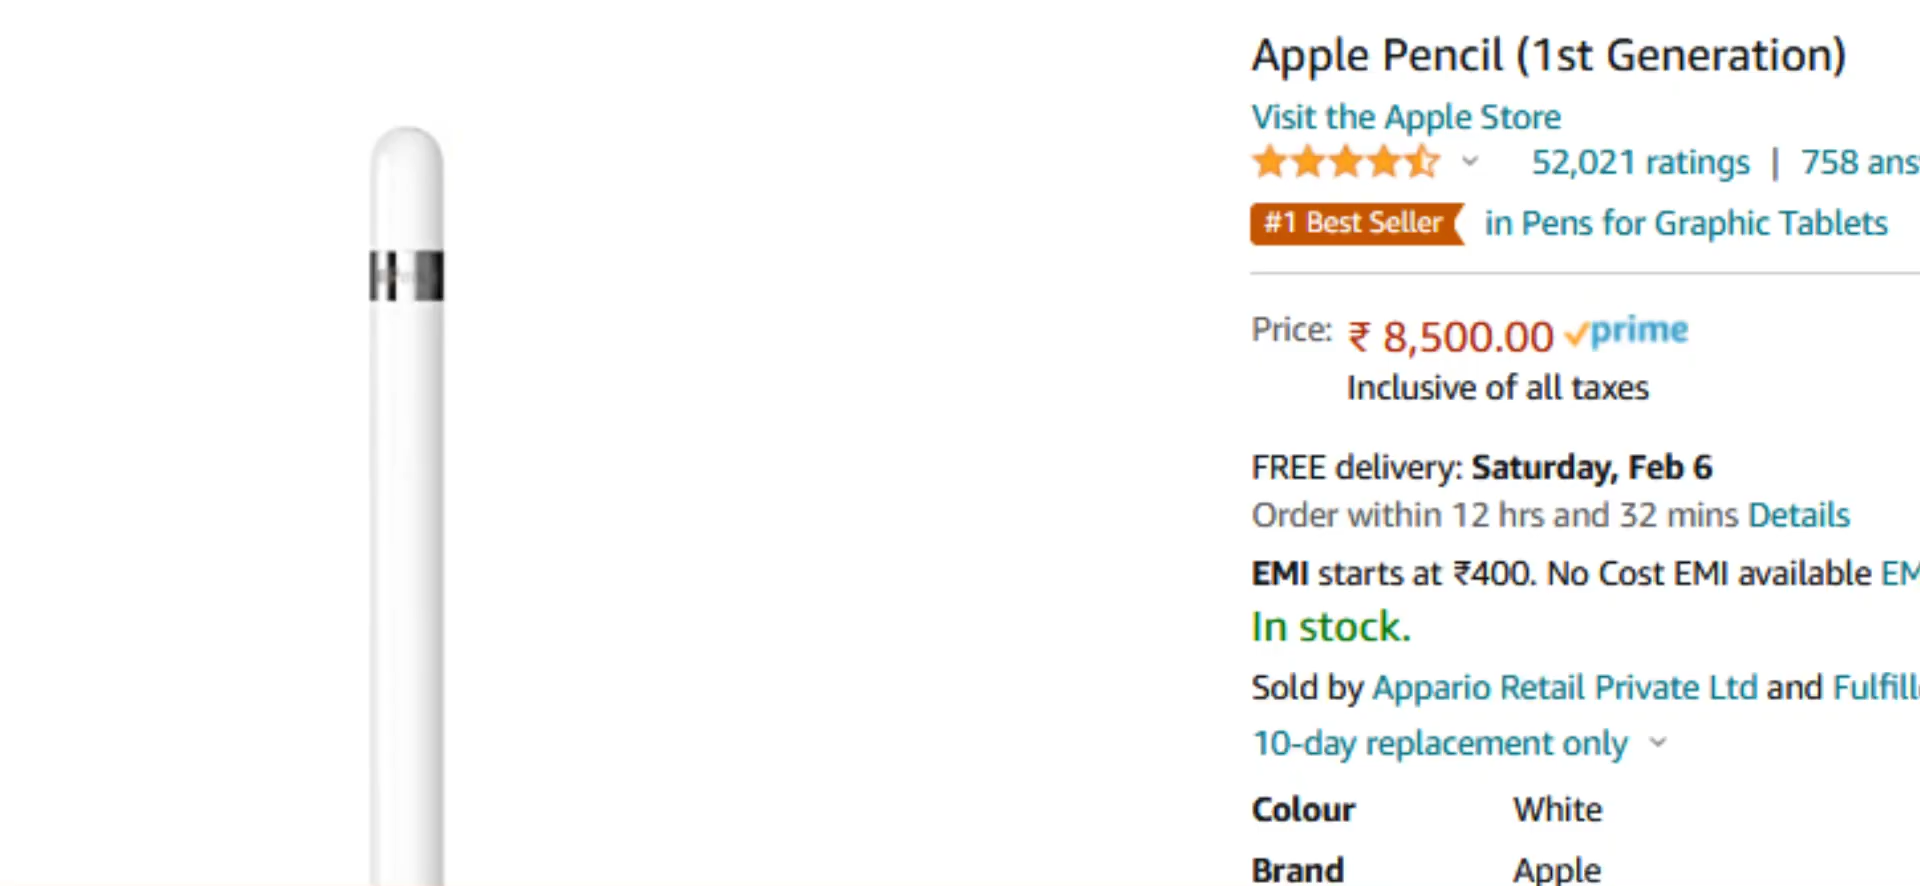 Apple Pencil (1st Generation)
Visit the Apple Store
52,021 ratings | 758
#1 Best Seller in Pens for Graphic Tablets
Price: ₹ 8,500.00 prime
Inclusive of all taxes
FREE delivery: Saturday, Feb 6
Order within 12 hrs and 32 mins Details
EMI starts at ₹400. No Cost EMI available
In stock.
Sold by Appario Retail Private Ltd and
10-day replacement only
Colour White
Brand Apple